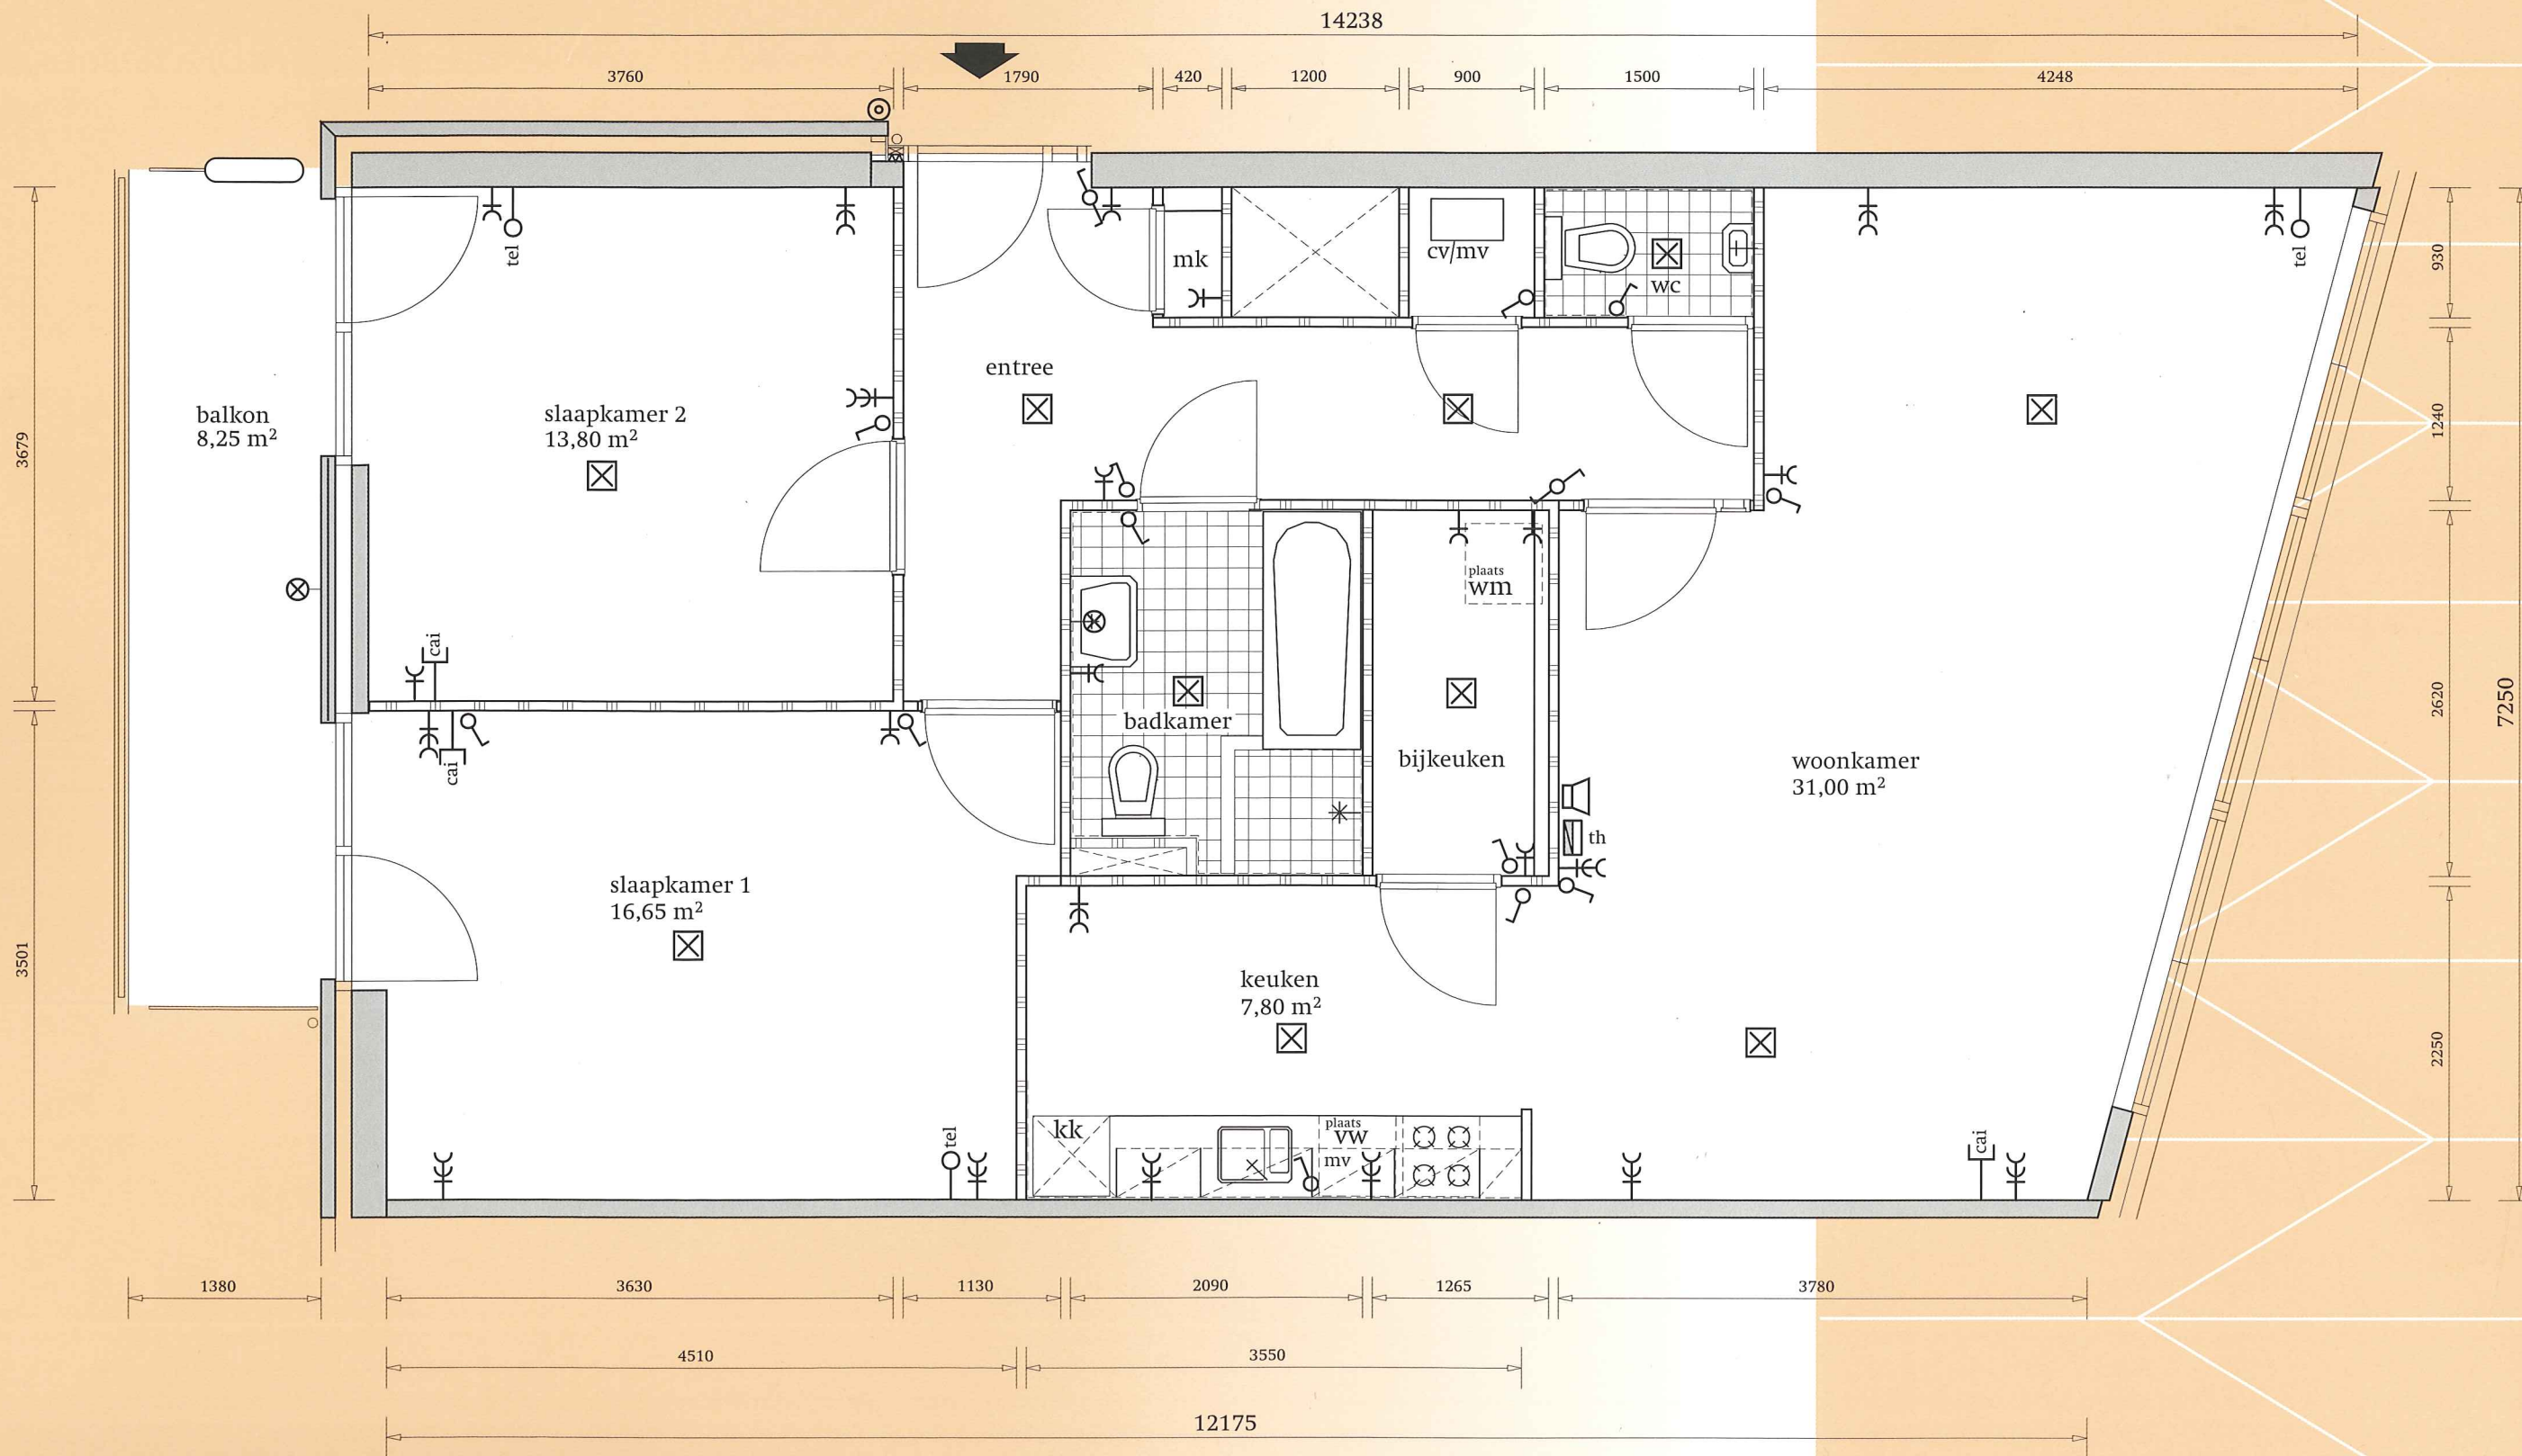 14238
3760
1790
420
1200
900
1500
4248
tel
mk
cv/mv
wc
tel
930
entree
balkon
8,25 m²
slaapkamer 2
13,80 m²
3679
1240
plaats
wm
cai
badkamer
bijkeuken
woonkamer
31,00 m²
2620
7250
cai
th
slaapkamer 1
16,65 m²
3501
keuken
7,80 m²
2250
kk
plaats
vw
mv
tel
cai
1380
3630
1130
2090
1265
3780
4510
3550
12175